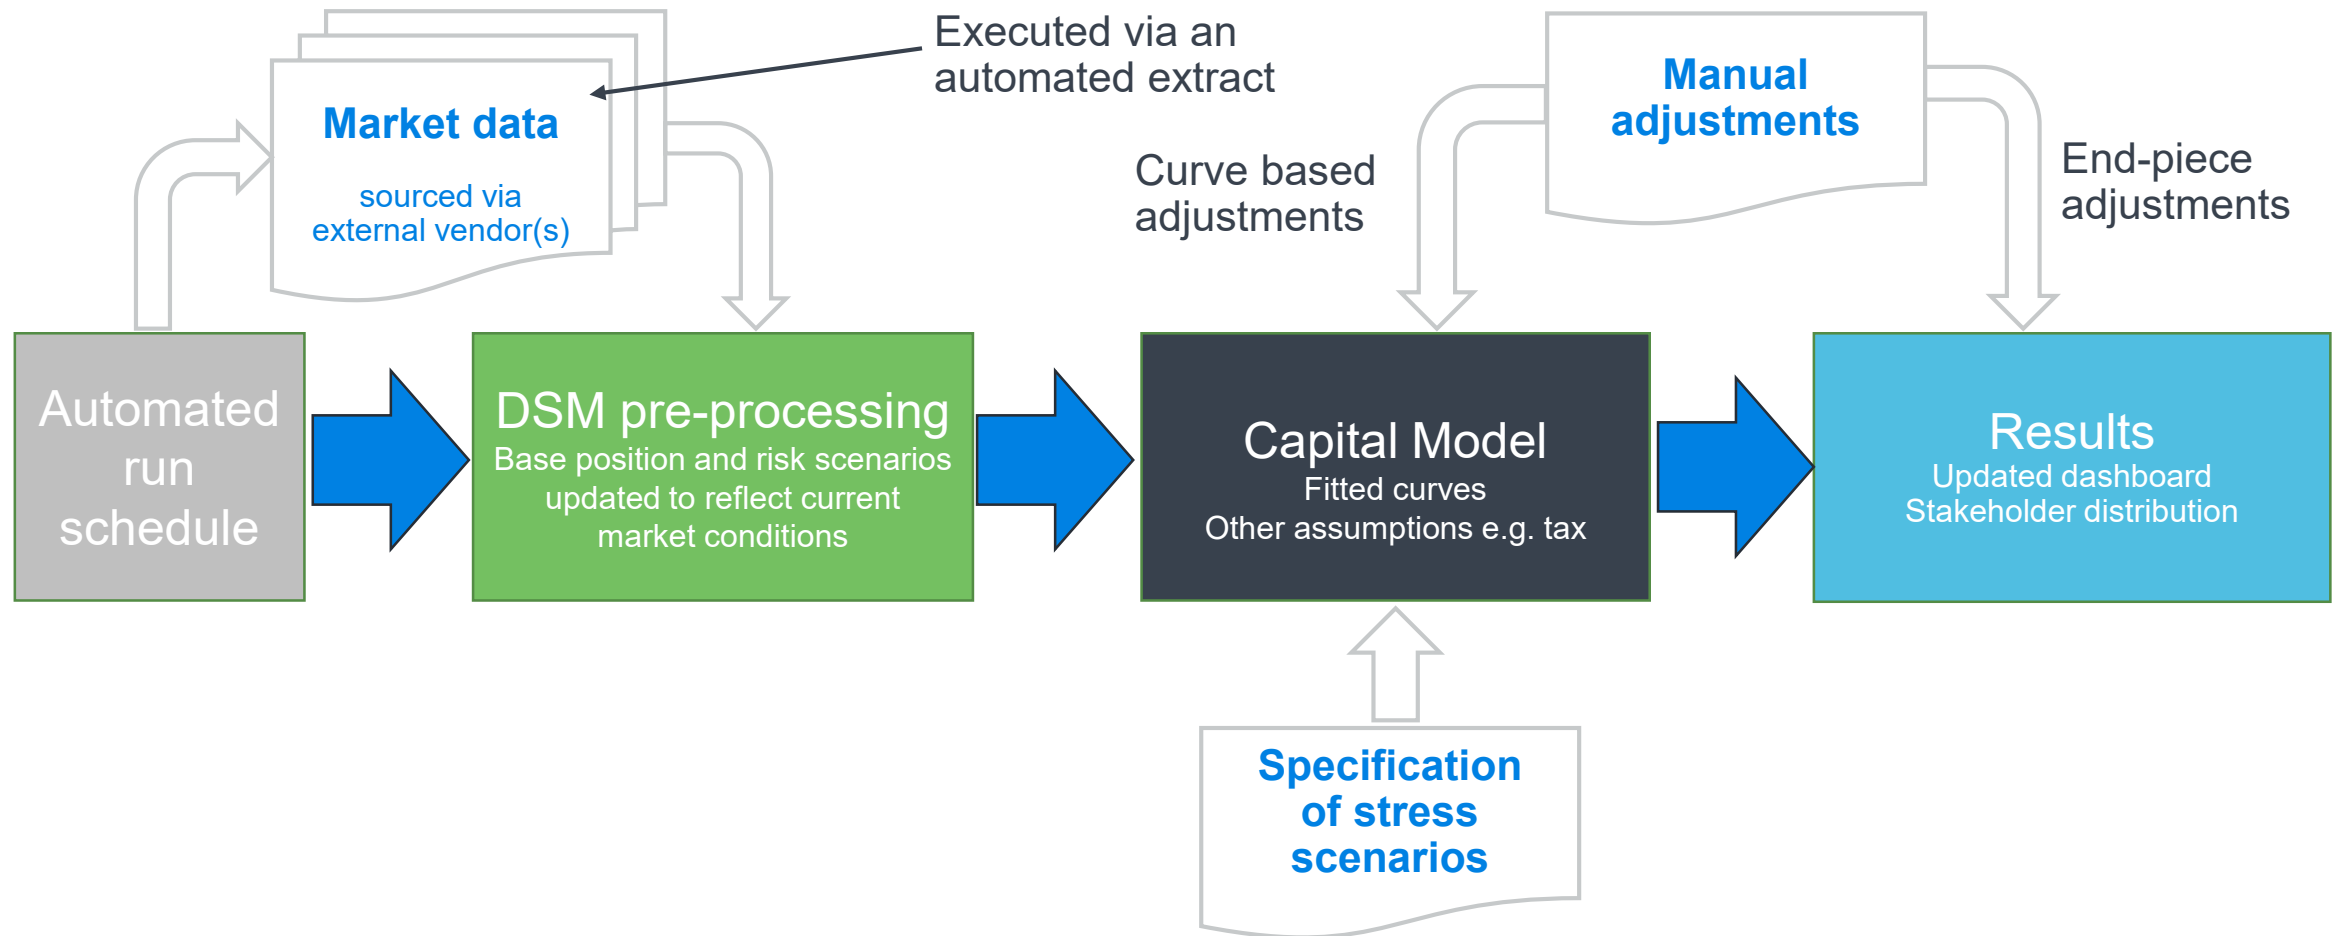 Executed via an
automated extract
Market data
sourced via
external vendor(s)
Manual
adjustments
Curve based
adjustments
End-piece
adjustments
Automated
run
schedule
DSM pre-processing
Base position and risk scenarios
updated to reflect current
market conditions
Capital Model
Fitted curves
Other assumptions e.g. tax
Results
Updated dashboard
Stakeholder distribution
Specification
of stress
scenarios